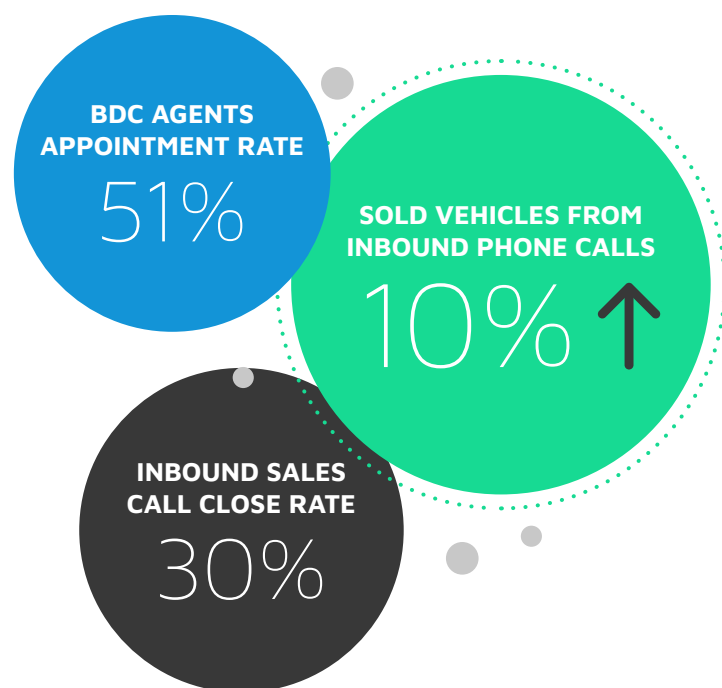 BDC AGENTS
APPOINTMENT RATE
51%
SOLD VEHICLES FROM
INBOUND PHONE CALLS
10%
INBOUND SALES
CALL CLOSE RATE
30%